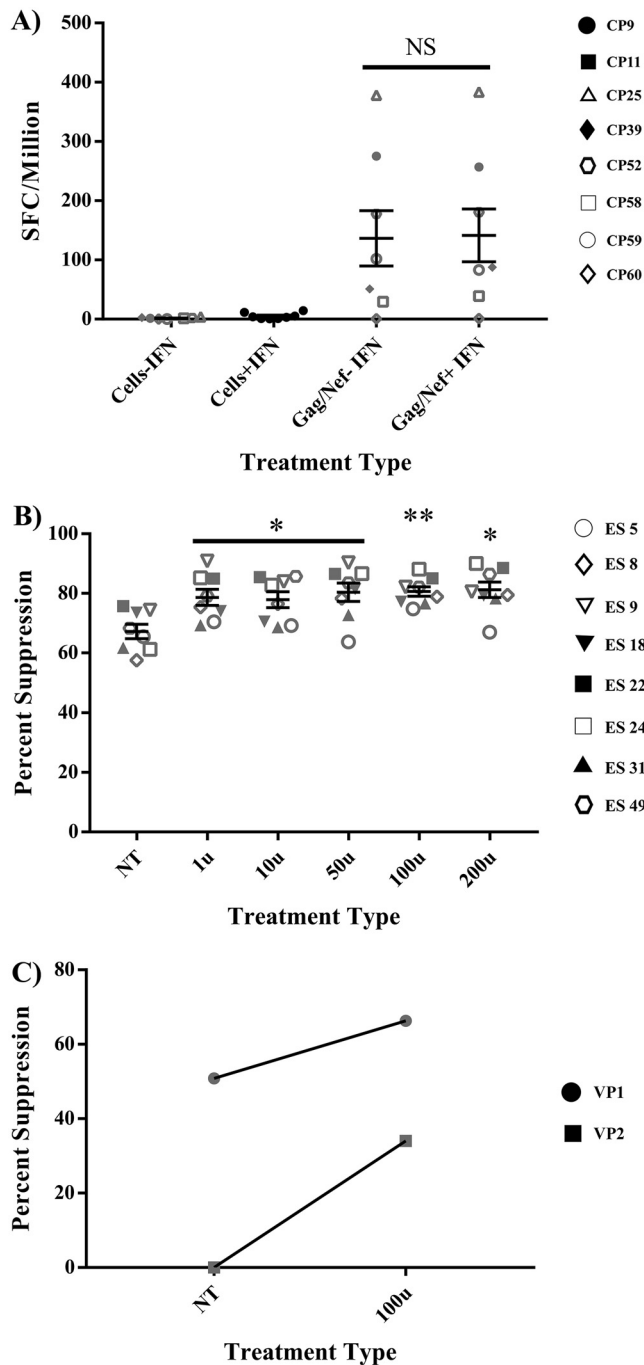 A)
500
400
300
200
100
0
SFC/Million
NS
Cells-IFN
Cells+IFN
Gag/Nef- IFN
Gag/Nef+ IFN
Treatment Type
CP9
CP11
CP25
CP39
CP52
CP58
CP59
CP60
B)
100
80
60
40
20
0
Percent Suppression
*
**
*
NT
1u
10u
50u
100u
200u
Treatment Type
ES 5
ES 8
ES 9
ES 18
ES 22
ES 24
ES 31
ES 49
C)
80
60
40
20
0
Percent Suppression
NT
100u
Treatment Type
VP1
VP2